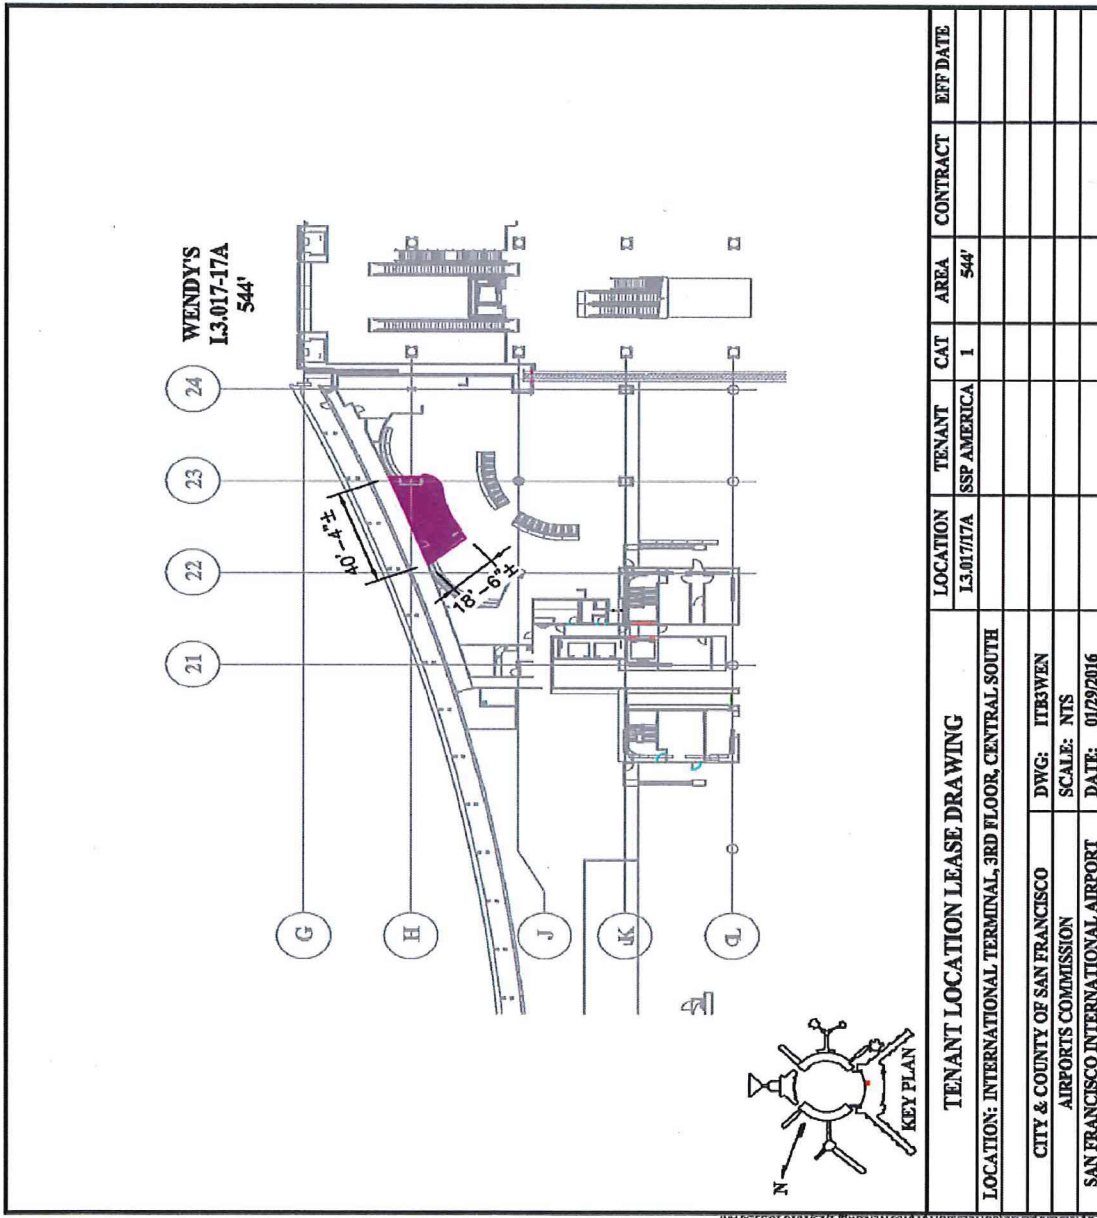 WENDY'S
I.3.017-17A
544'
24
23
22
21
40'-4"±
18'-6"±
G
H
J
K
L
N
KEY PLAN
TENANT LOCATION LEASE DRAWING
LOCATION TENANT CAT AREA CONTRACT EFF DATE
I.3.017/17A SSP AMERICA 1 544'
LOCATION: INTERNATIONAL TERMINAL, 3RD FLOOR, CENTRAL SOUTH
CITY & COUNTY OF SAN FRANCISCO DWG: ITB3WEN
AIRPORTS COMMISSION SCALE: NTS
SAN FRANCISCO INTERNATIONAL AIRPORT DATE: 01/29/2016